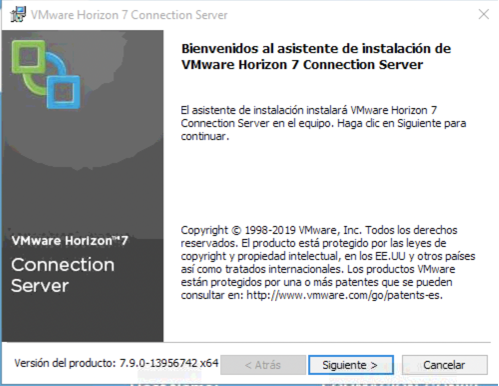 VMware Horizon 7 Connection Server
Bienvenidos al asistente de instalación de
VMware Horizon 7 Connection Server
El asistente de instalación instalará VMware Horizon 7
Connection Server en el equipo. Haga clic en Siguiente para
continuar.
VMware Horizon™7
Connection
Server
Copyright © 1998-2019 VMware, Inc. Todos los derechos
reservados. El producto está protegido por las leyes de
copyright y propiedad intelectual, en los EE.UU y otros países
así como tratados internacionales. Los productos VMware
están protegidos por una o más patentes que se pueden
consultar en: http://www.vmware.com/go/patents-es.
Versión del producto: 7.9.0-13956742 x64
< Atrás
Siguiente >
Cancelar